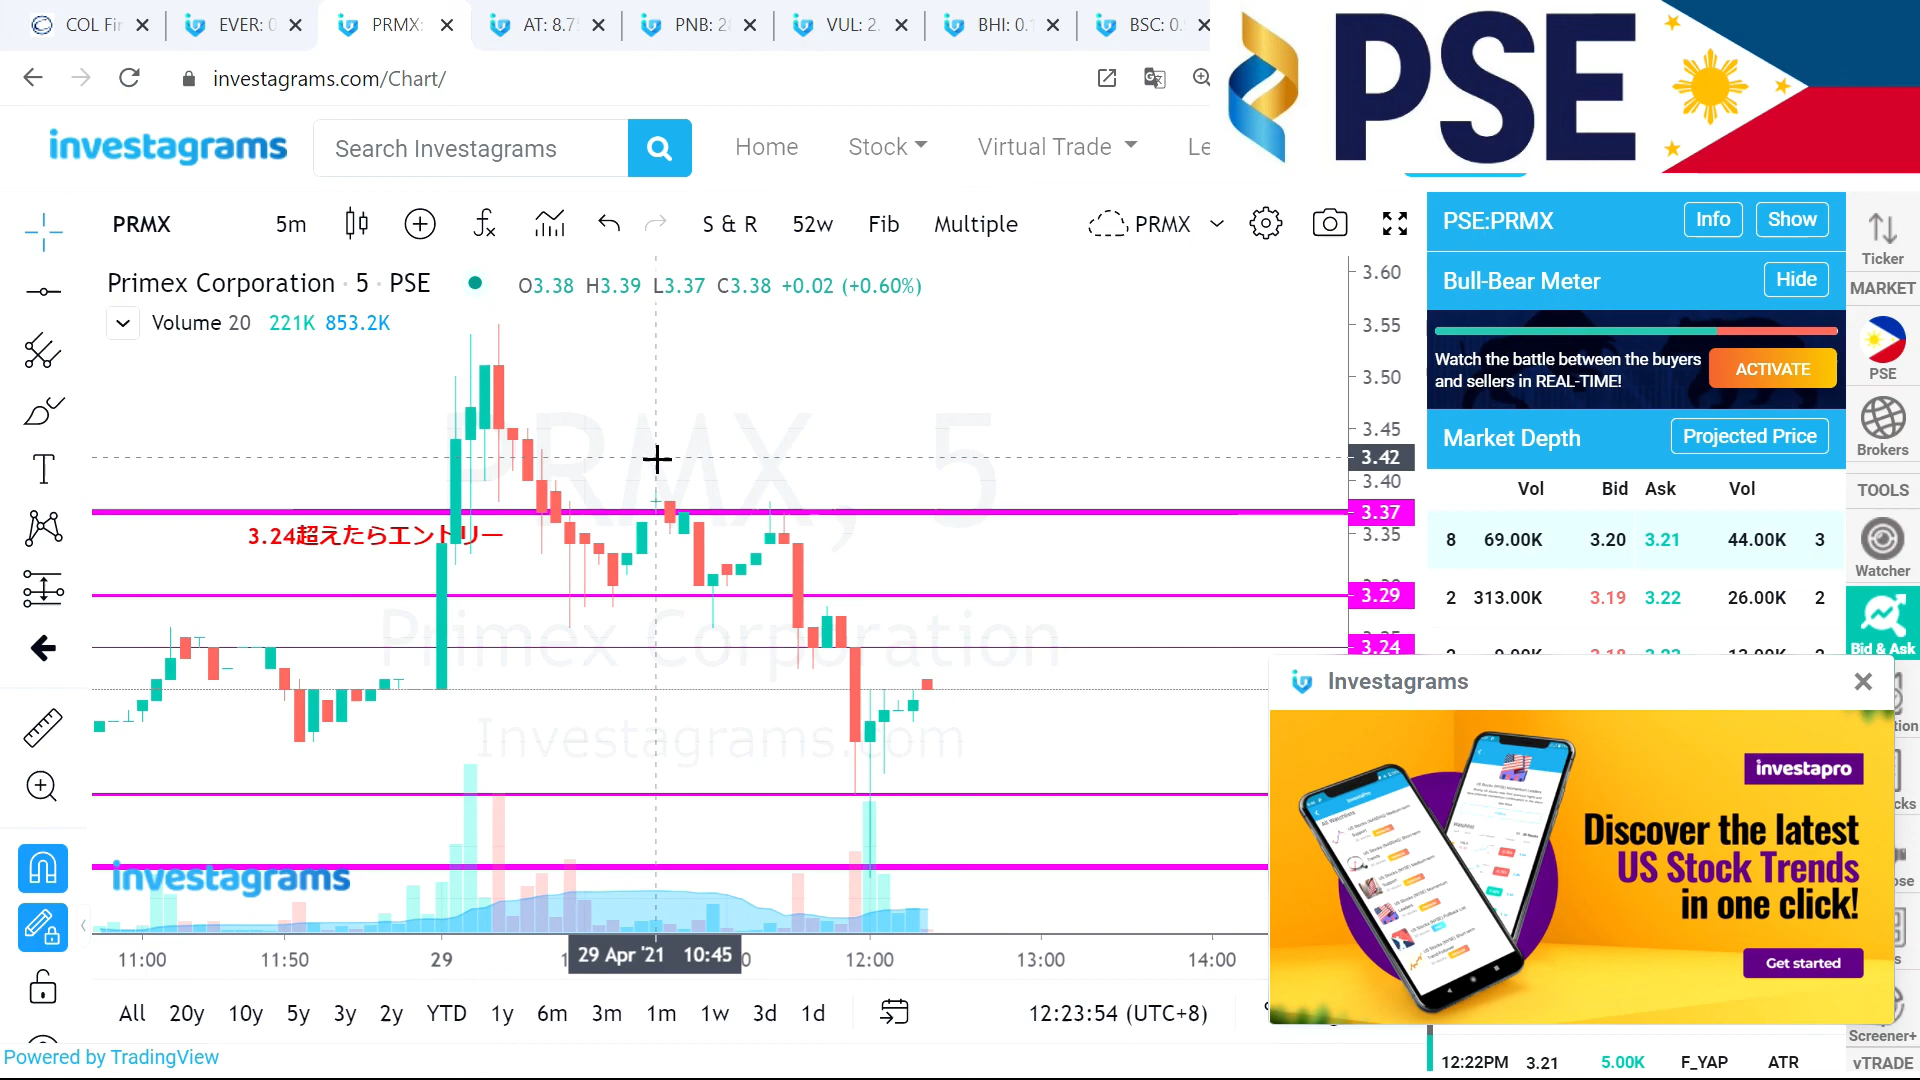 COL Fin
EVER: 0
PRMX:
AT: 8.7
PNB: 2
VUL: 2.
BHI: 0.1
BSC: 0.
PSE
investagrams.com/Chart/
investagrams
Search Investagrams
Home
Stock
Virtual Trade
Le
PRMX
5m
S & R
52w
Fib
Multiple
PRMX
Primex Corporation · 5 · PSE
O3.38 H3.39 L3.37 C3.38 +0.02 (+0.60%)
Volume 20 221K 853.2K
PRMX, 5
Primex Corporation
Investagrams.com
3.24超えたらエントリー
3.60
3.55
3.50
3.45
3.42
3.40
3.37
3.35
3.29
3.24
investagrams
11:00
11:50
29
29 Apr '21 10:45
12:00
13:00
14:00
All
20y
10y
5y
3y
2y
YTD
1y
6m
3m
1m
1w
3d
1d
12:23:54 (UTC+8)
Powered by TradingView
PSE:PRMX
Info
Show
Bull-Bear Meter
Hide
Watch the battle between the buyers
and sellers in REAL-TIME!
ACTIVATE
Market Depth
Projected Price
Vol Bid Ask Vol
8 69.00K 3.20 3.21 44.00K 3
2 313.00K 3.19 3.22 26.00K 2
Investagrams
investapro
Discover the latest
US Stock Trends
in one click!
Get started
12:22PM 3.21 5.00K F_YAP ATR
Ticker
MARKET
PSE
Brokers
TOOLS
Watcher
Bid & Ask
Screener+
vTRADE